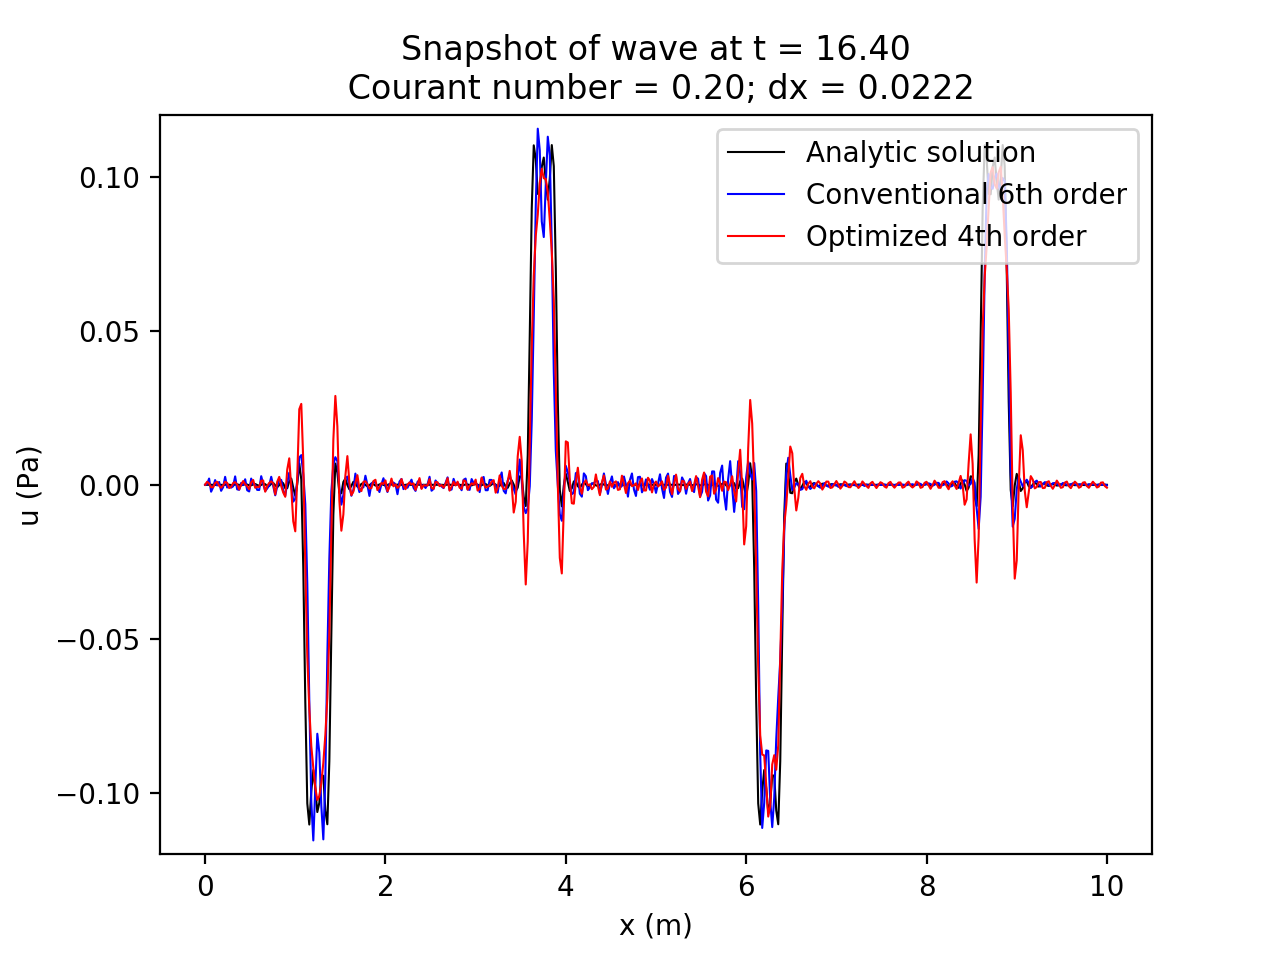 Snapshot of wave at t = 16.40
Courant number = 0.20; dx = 0.0222
Analytic solution
Conventional 6th order
Optimized 4th order
0.10
0.05
0.00
−0.05
−0.10
u (Pa)
0 2 4 6 8 10
x (m)